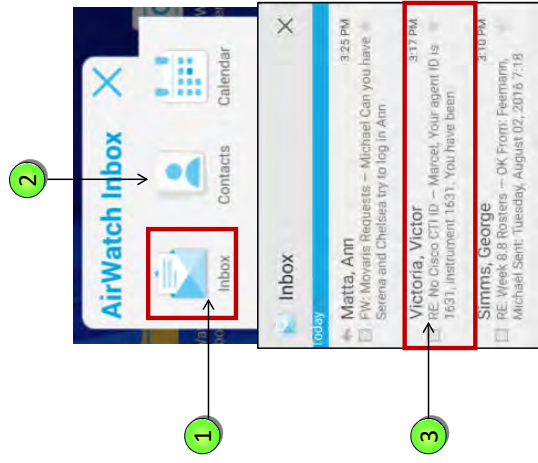 AirWatch Inbox
Inbox
Contacts
Calendar
Inbox
Today
Matta, Ann 3:25 PM
FW: Movaris Requests – Michael Can you have
Serena and Chelsea try to log in Ann
Victoria, Victor 3:17 PM
RE: No Cisco CTI ID – Marcel, Your agent ID is
1631, instrument 1631. You have been
Simms, George 3:10 PM
RE: Week 8.8 Rosters – OK From: Feemann,
Michael Sent: Tuesday, August 02, 2016 7:18
1
2
3